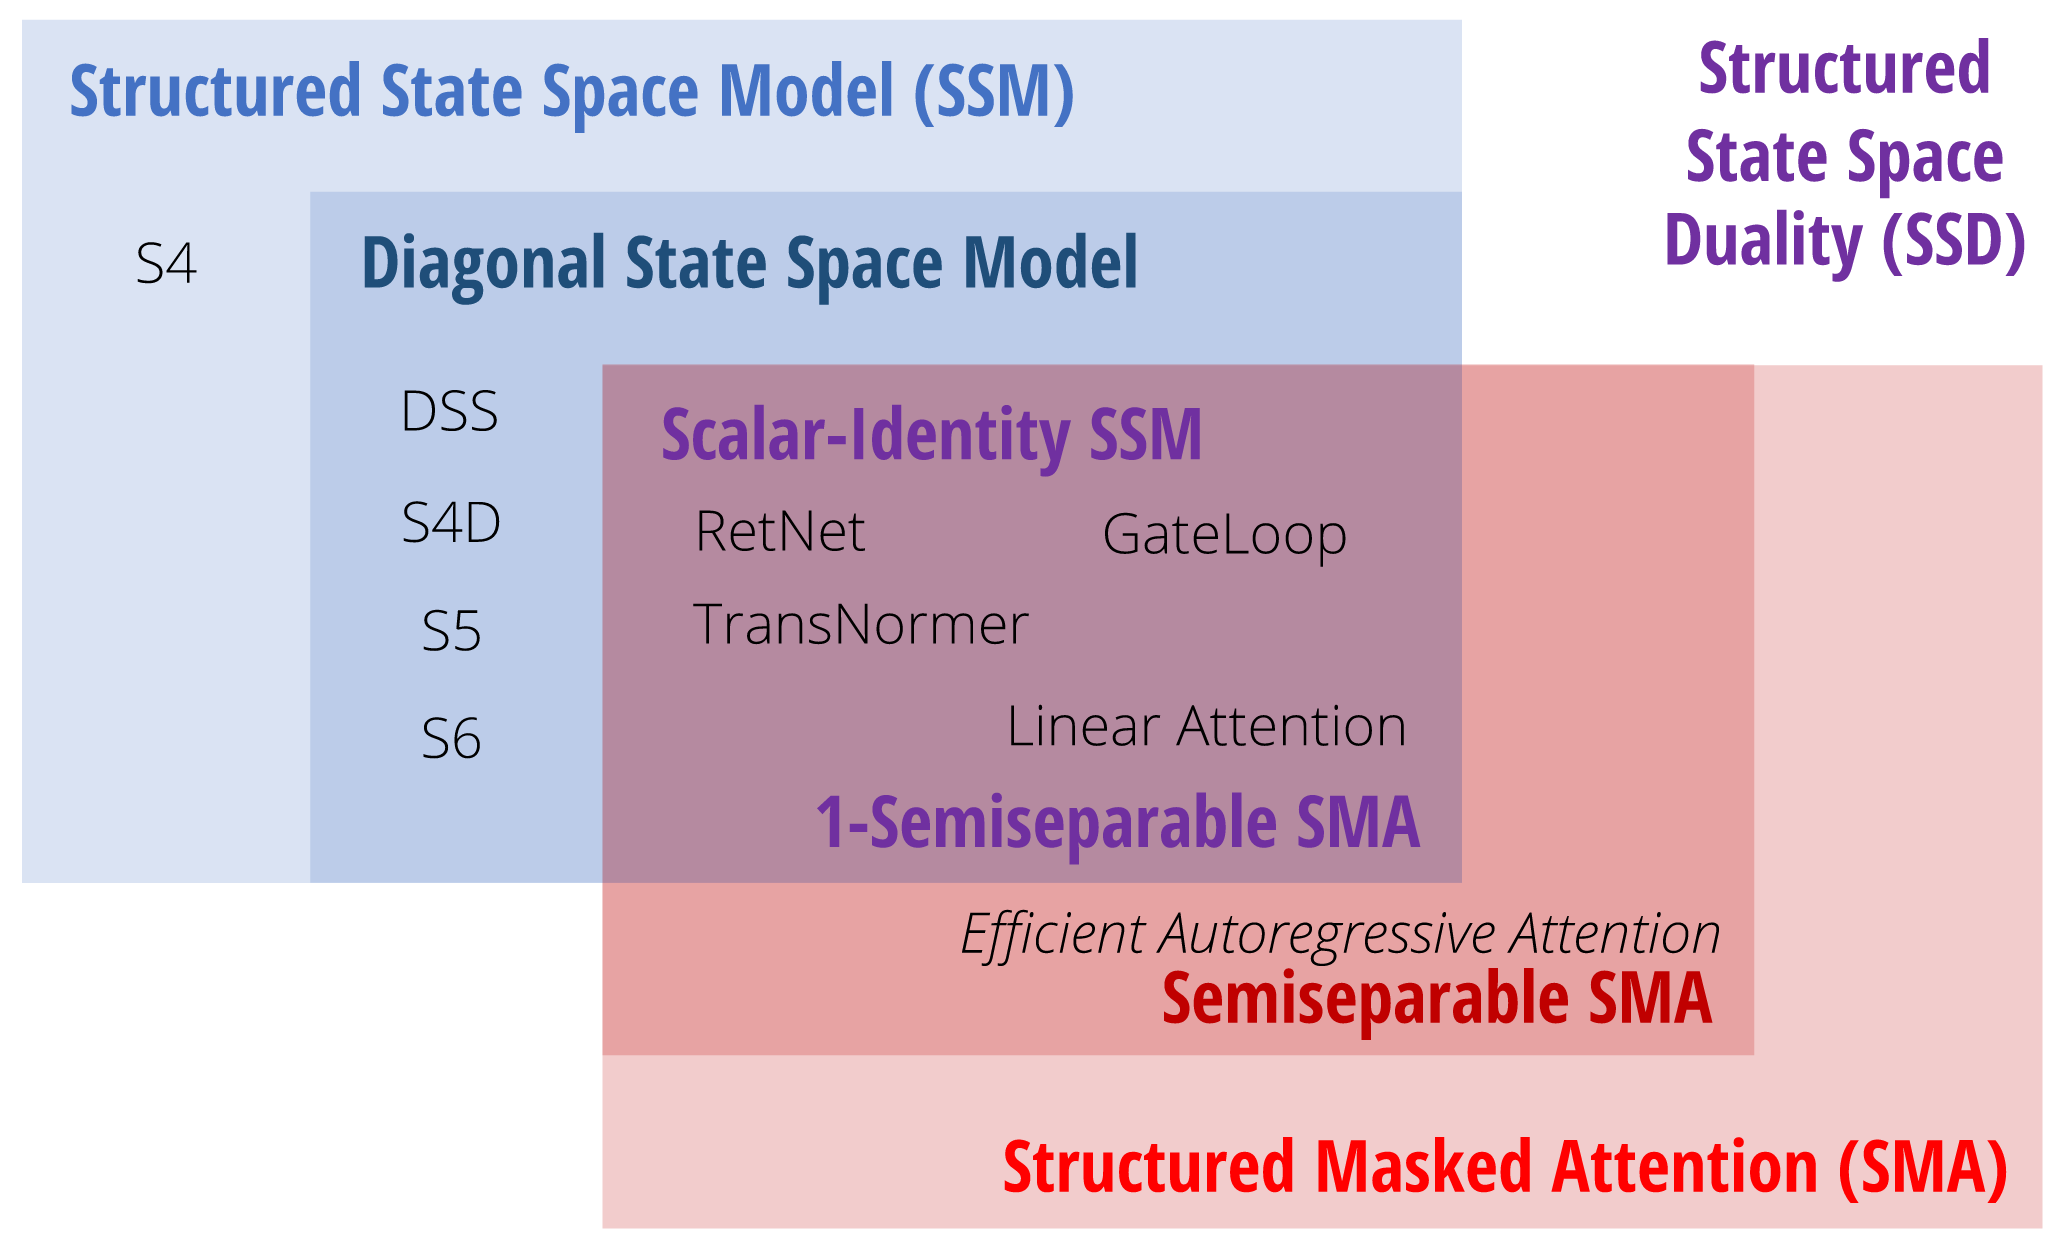 Structured State Space Model (SSM)
Structured
State Space
Duality (SSD)
S4
Diagonal State Space Model
DSS
S4D
S5
S6
Scalar-Identity SSM
RetNet
GateLoop
TransNormer
Linear Attention
1-Semiseparable SMA
Efficient Autoregressive Attention
Semiseparable SMA
Structured Masked Attention (SMA)